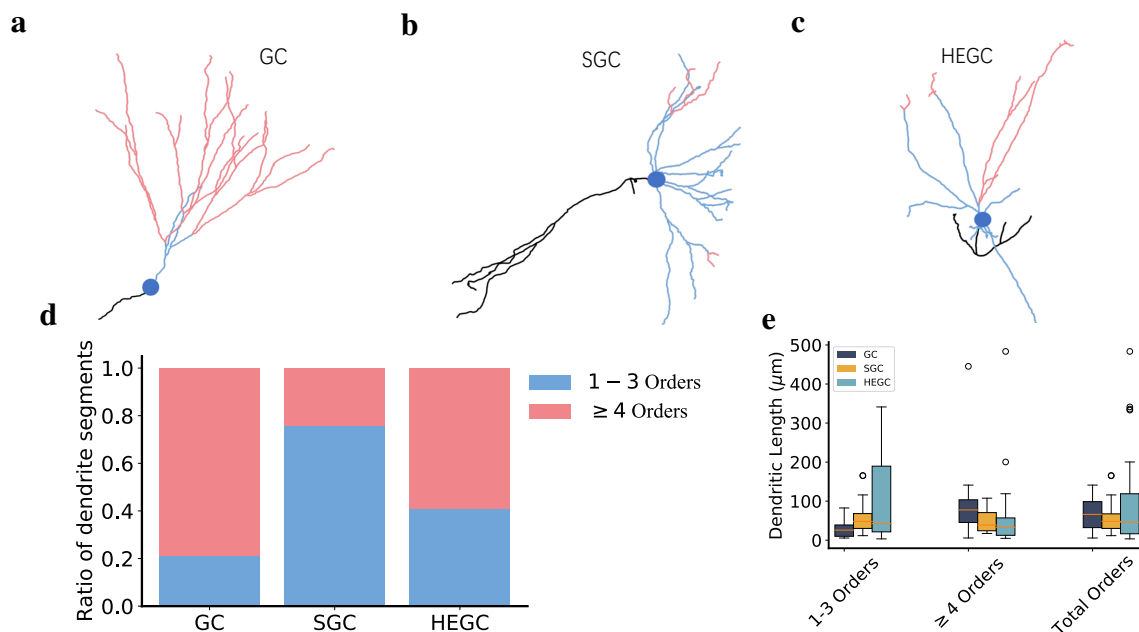 a
GC
b
SGC
c
HEGC
d
Ratio of dendrite segments
1.0
0.8
0.6
0.4
0.2
0.0
GC
SGC
HEGC
1 − 3 Orders
≥ 4 Orders
e
Dendritic Length (μm)
500
400
300
200
100
0
GC
SGC
HEGC
1-3 Orders
≥ 4 Orders
Total Orders